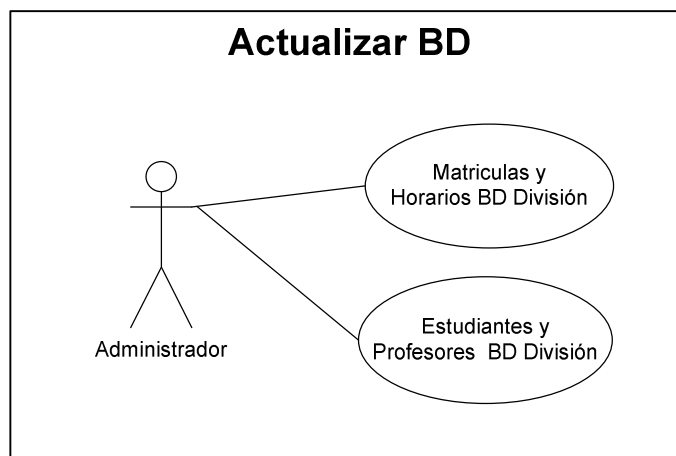 Actualizar BD
Matriculas y
Horarios BD División
Estudiantes y
Profesores BD División
Administrador